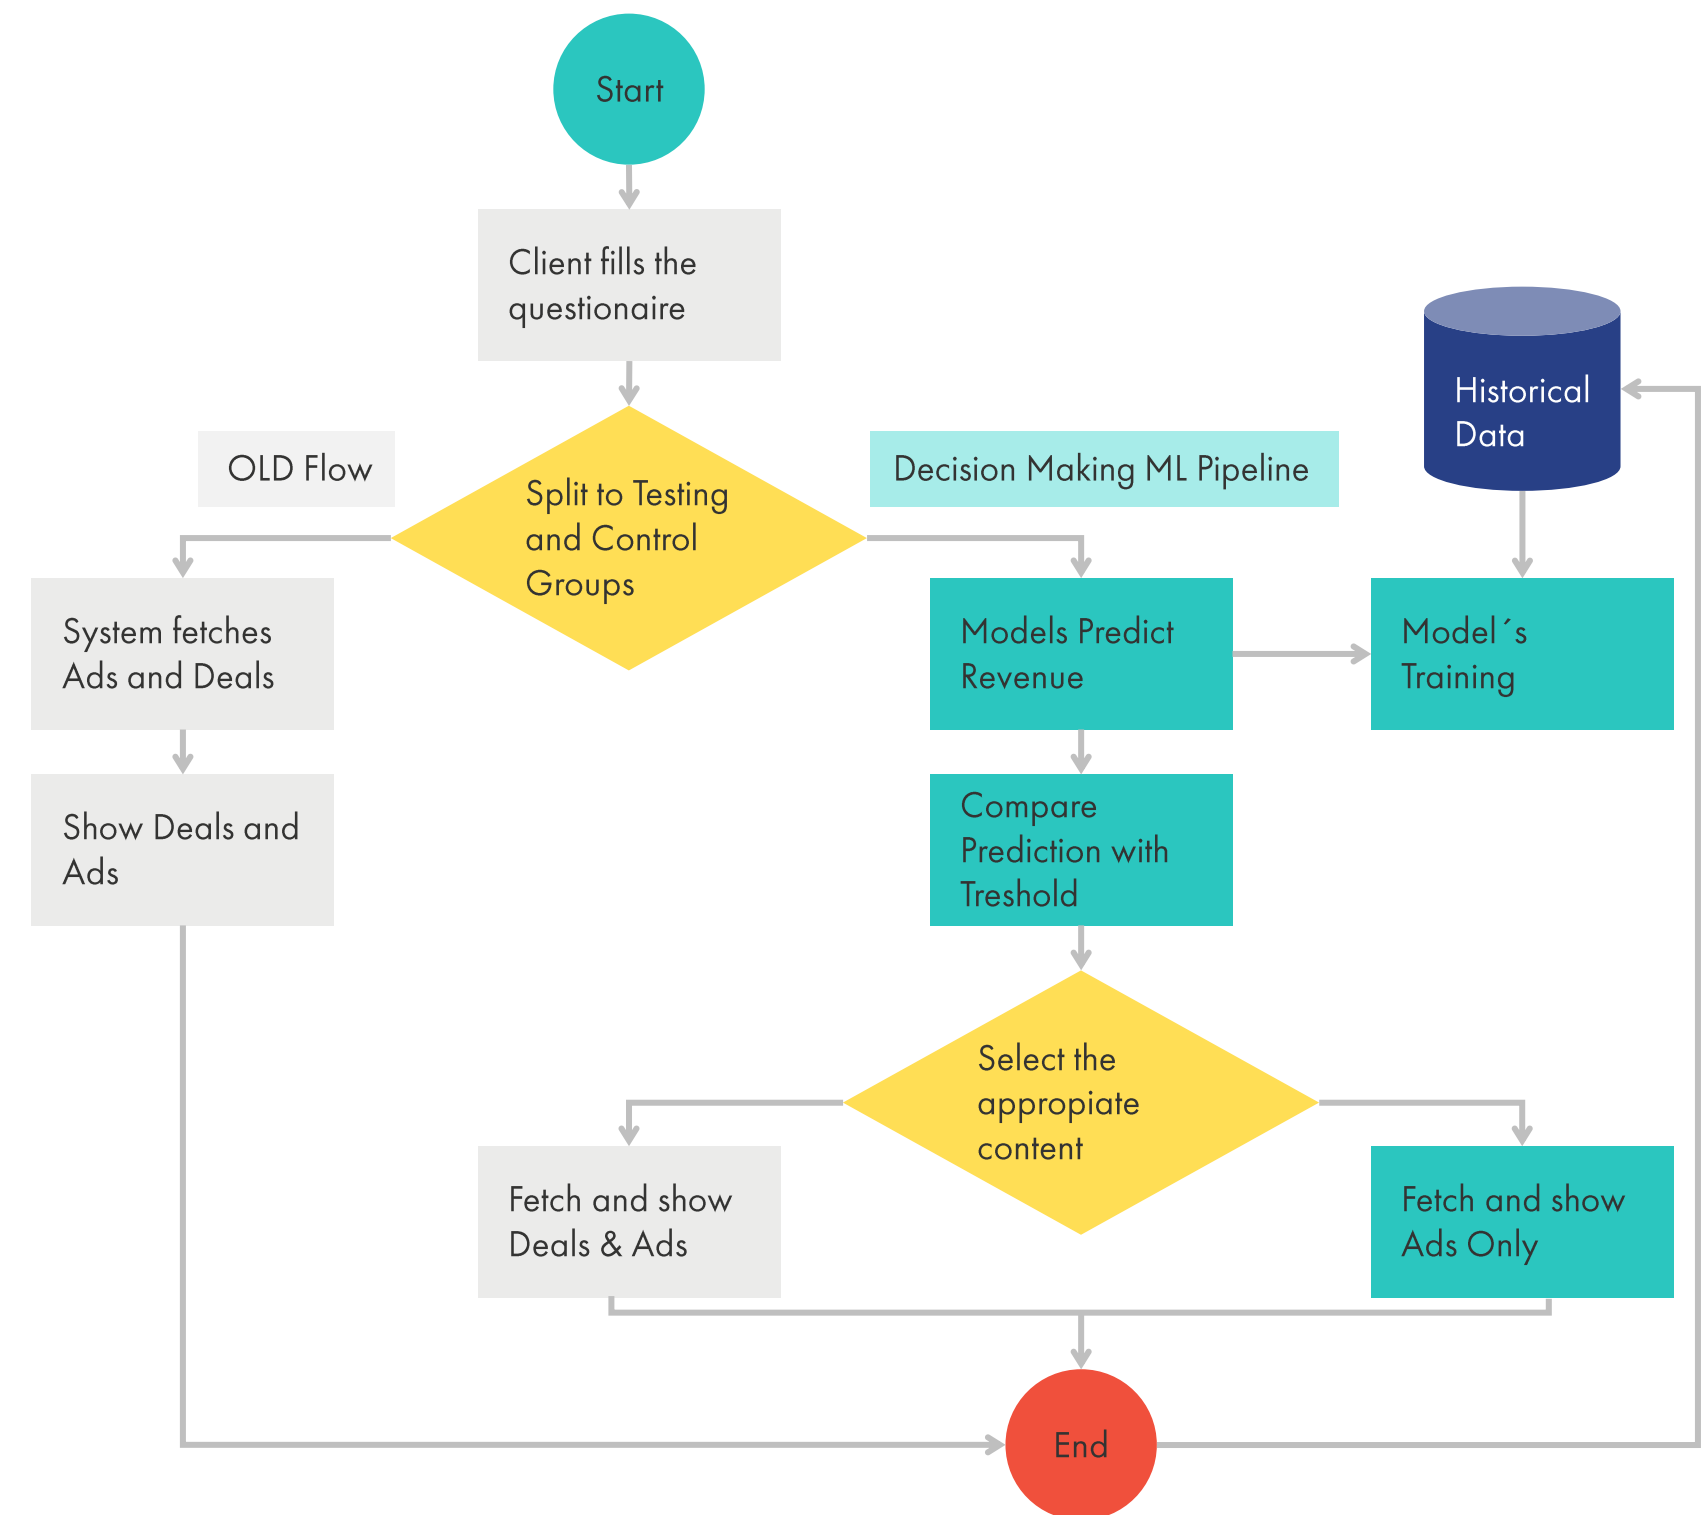 Start
Client fills the
questionaire
OLD Flow
Decision Making ML Pipeline
Historical
Data
Split to Testing
and Control
Groups
System fetches
Ads and Deals
Models Predict
Revenue
Model´s
Training
Show Deals and
Ads
Compare
Prediction with
Treshold
Select the
appropiate
content
Fetch and show
Deals & Ads
Fetch and show
Ads Only
End